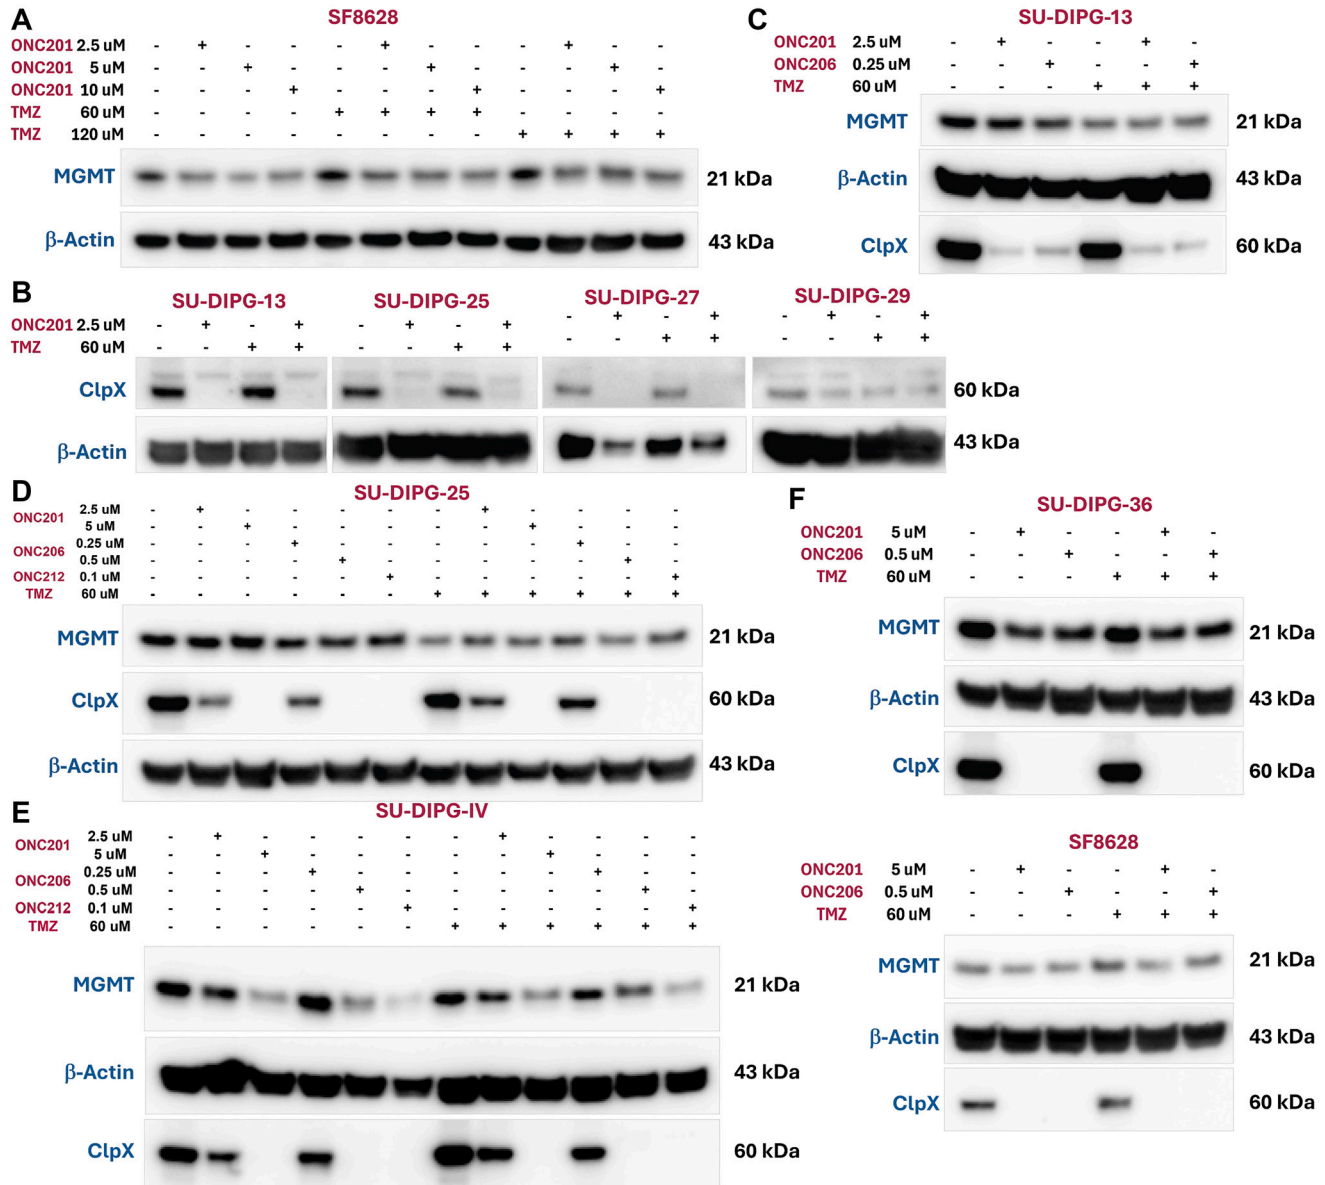 A
SF8628
ONC201 2.5 uM - + - - - + - - - + - -
ONC201 5 uM - - + - - - + - - - + -
ONC201 10 uM - - - + - - - + - - - +
TMZ 60 uM - - - - + + + + - - - -
TMZ 120 uM - - - - - - - - + + + +
MGMT 21 kDa
β-Actin 43 kDa
B
SU-DIPG-13 SU-DIPG-25 SU-DIPG-27 SU-DIPG-29
ONC201 2.5 uM - + - + - + - + - + - + - + - +
TMZ 60 uM - - + + - - + + - - + + - - + +
ClpX 60 kDa
β-Actin 43 kDa
C
SU-DIPG-13
ONC201 2.5 uM - + - - + -
ONC206 0.25 uM - - + - - +
TMZ 60 uM - - - + + +
MGMT 21 kDa
β-Actin 43 kDa
ClpX 60 kDa
D
SU-DIPG-25
ONC201 2.5 uM - + - - - - - + - - - -
5 uM - - + - - - - - + - - -
ONC206 0.25 uM - - - + - - - - - + - -
0.5 uM - - - - + - - - - - + -
ONC212 0.1 uM - - - - - + - - - - - +
TMZ 60 uM - - - - - - + + + + + +
MGMT 21 kDa
ClpX 60 kDa
β-Actin 43 kDa
E
SU-DIPG-IV
ONC201 2.5 uM - + - - - - - + - - - -
5 uM - - + - - - - - + - - -
ONC206 0.25 uM - - - + - - - - - + - -
0.5 uM - - - - + - - - - - + -
ONC212 0.1 uM - - - - - + - - - - - +
TMZ 60 uM - - - - - - + + + + + +
MGMT 21 kDa
β-Actin 43 kDa
ClpX 60 kDa
F
SU-DIPG-36
ONC201 5 uM - + - - + -
ONC206 0.5 uM - - + - - +
TMZ 60 uM - - - + + +
MGMT 21 kDa
β-Actin 43 kDa
ClpX 60 kDa
SF8628
ONC201 5 uM - + - - + -
ONC206 0.5 uM - - + - - +
TMZ 60 uM - - - + + +
MGMT 21 kDa
β-Actin 43 kDa
ClpX 60 kDa